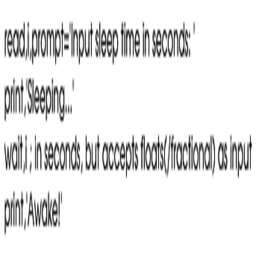 read,i,prompt='Input sleep time in seconds: '
print,'Sleeping...'
wait,i ; in seconds, but accepts floats(/fractional) as input
print,'Awake!'